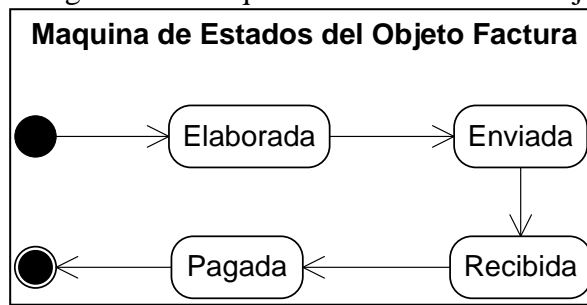 Maquina de Estados del Objeto Factura
Elaborada
Enviada
Pagada
Recibida